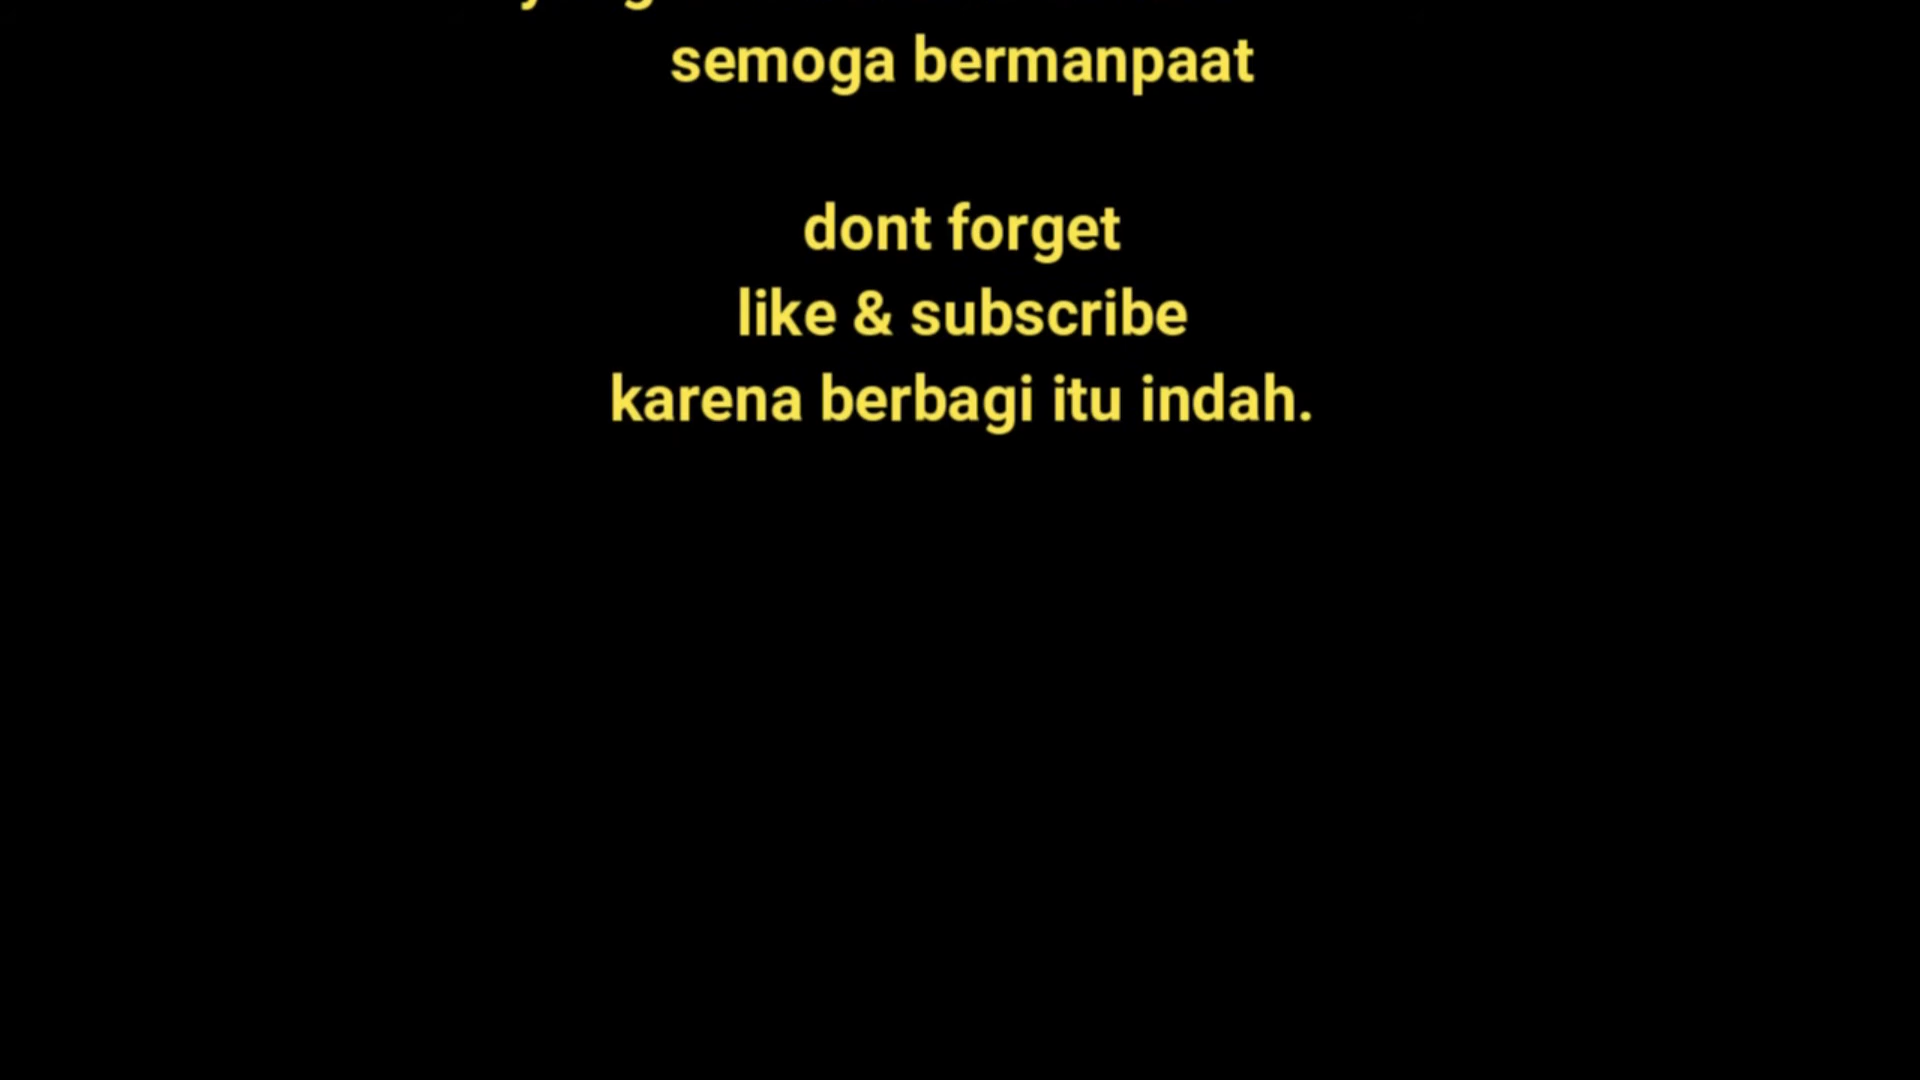 semoga bermanpaat
dont forget
like & subscribe
karena berbagi itu indah.